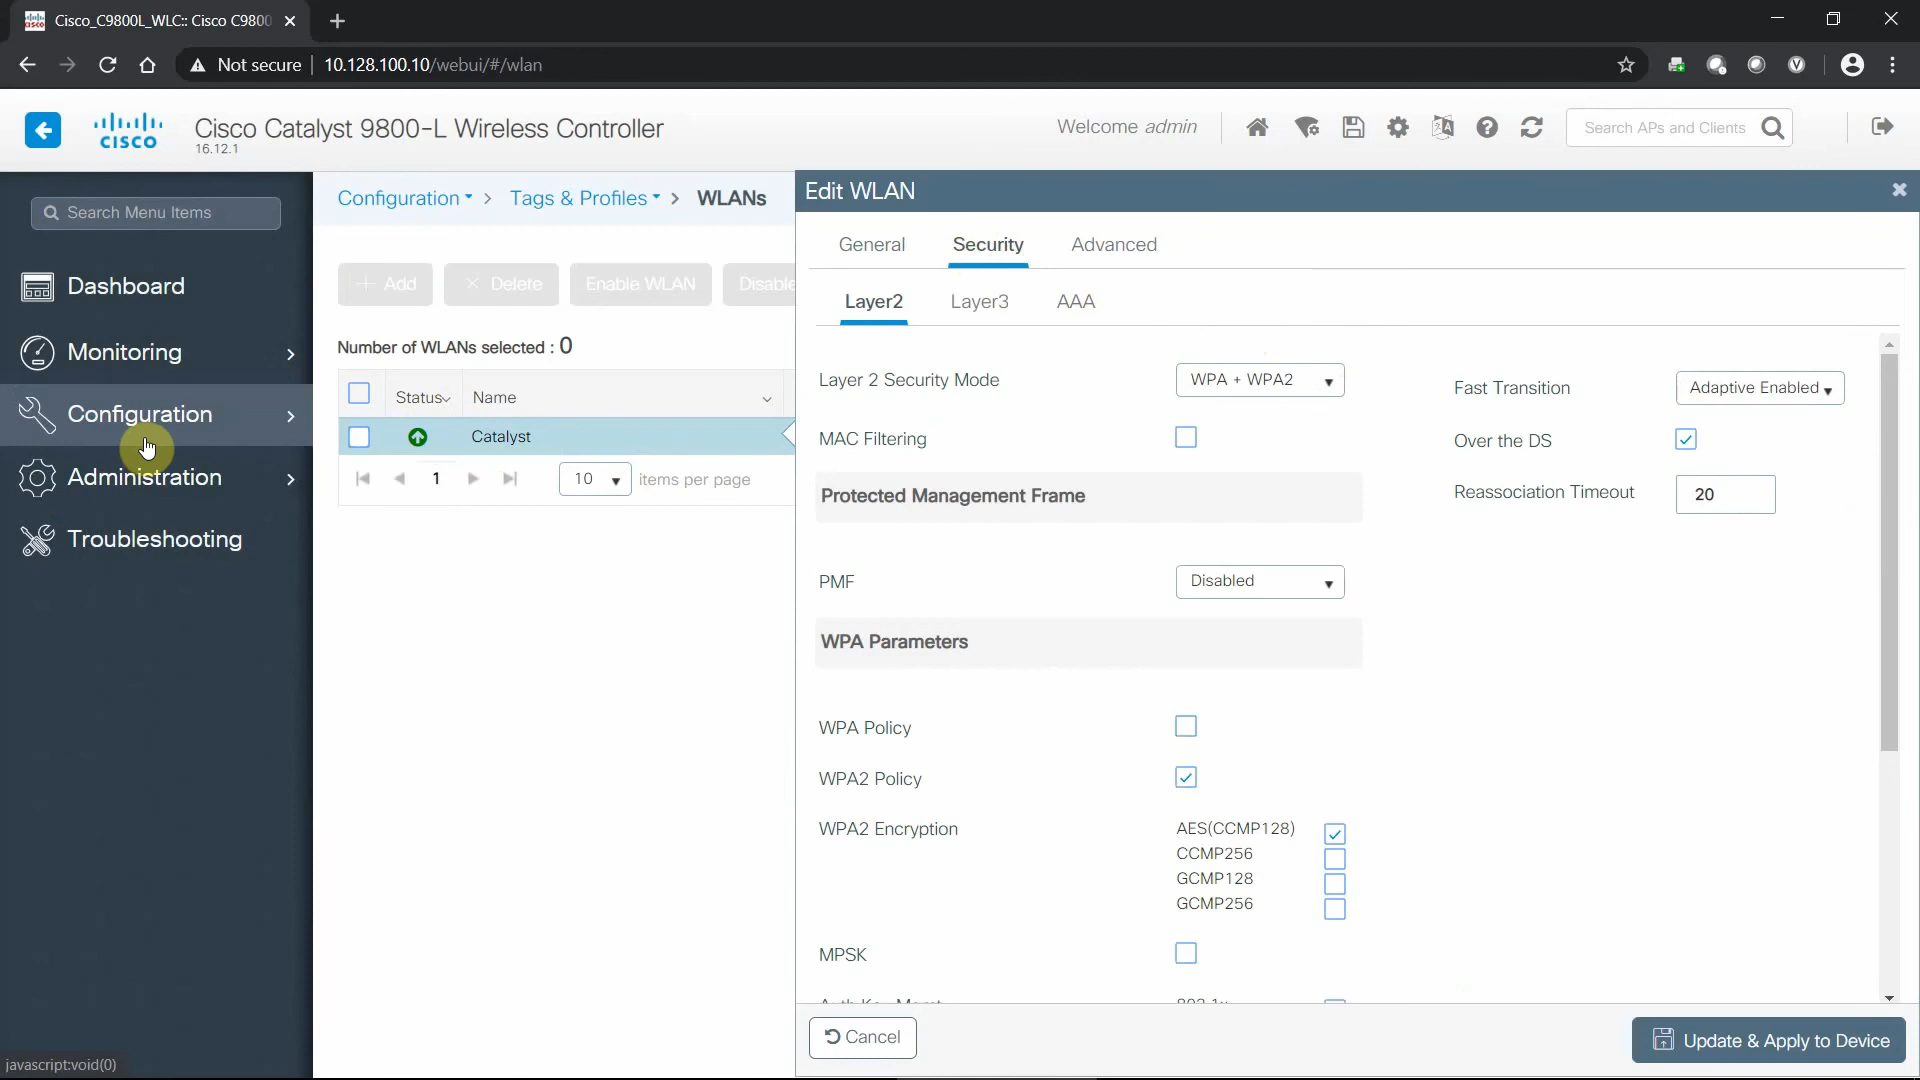 Cisco_C9800L_WLC:: Cisco C9800
Not secure
10.128.100.10/webui/#/wlan
CISCO
Cisco Catalyst 9800-L Wireless Controller
16.12.1
Welcome admin
Search APs and Clients
Search Menu Items
Dashboard
Monitoring
Configuration
Administration
Troubleshooting
Configuration > Tags & Profiles > WLANs
Add
Delete
Enable WLAN
Disable
Number of WLANs selected : 0
Status
Name
Catalyst
1
10
items per page
Edit WLAN
General
Security
Advanced
Layer2
Layer3
AAA
Layer 2 Security Mode
WPA + WPA2
MAC Filtering
Protected Management Frame
PMF
Disabled
WPA Parameters
WPA Policy
WPA2 Policy
WPA2 Encryption
AES(CCMP128)
CCMP256
GCMP128
GCMP256
MPSK
Fast Transition
Adaptive Enabled
Over the DS
Reassociation Timeout
20
Cancel
Update & Apply to Device
javascript:void(0)